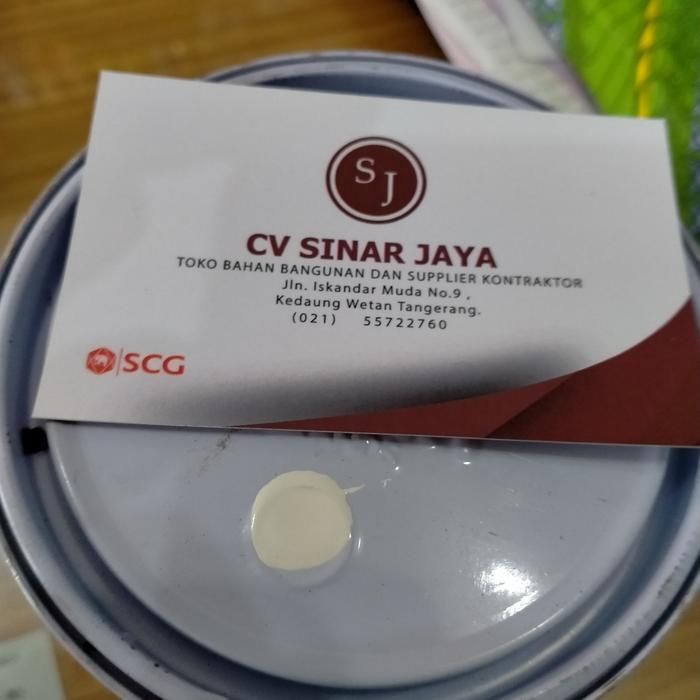 S J
CV SINAR JAYA
TOKO BAHAN BANGUNAN DAN SUPPLIER KONTRAKTOR
Jln. Iskandar Muda No.9 ,
Kedaung Wetan Tangerang.
(021) 55722760
SCG